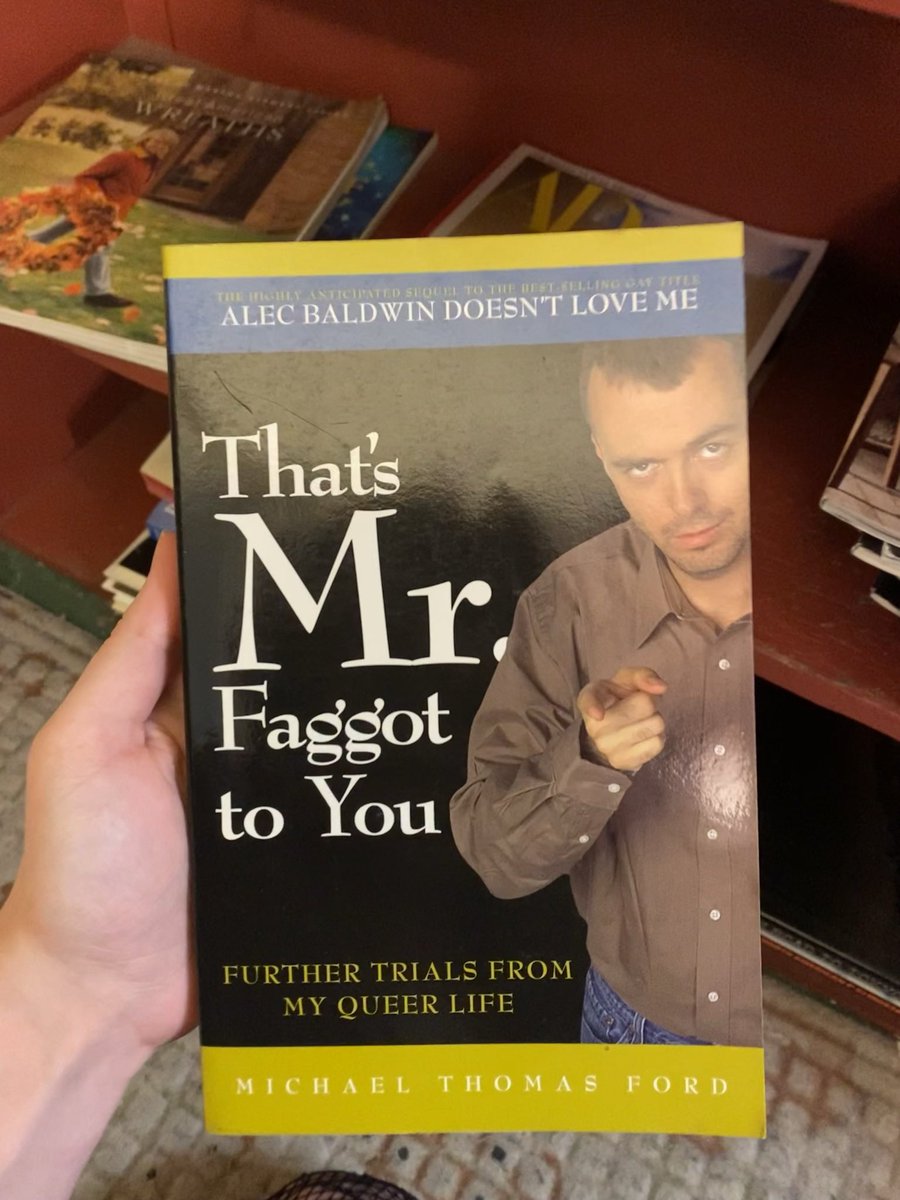 WREATHS
THE HIGHLY ANTICIPATED SEQUEL TO THE BEST-SELLING GAY TITLE
ALEC BALDWIN DOESN'T LOVE ME
That's
Mr.
Faggot
to You
FURTHER TRIALS FROM
MY QUEER LIFE
MICHAEL THOMAS FORD